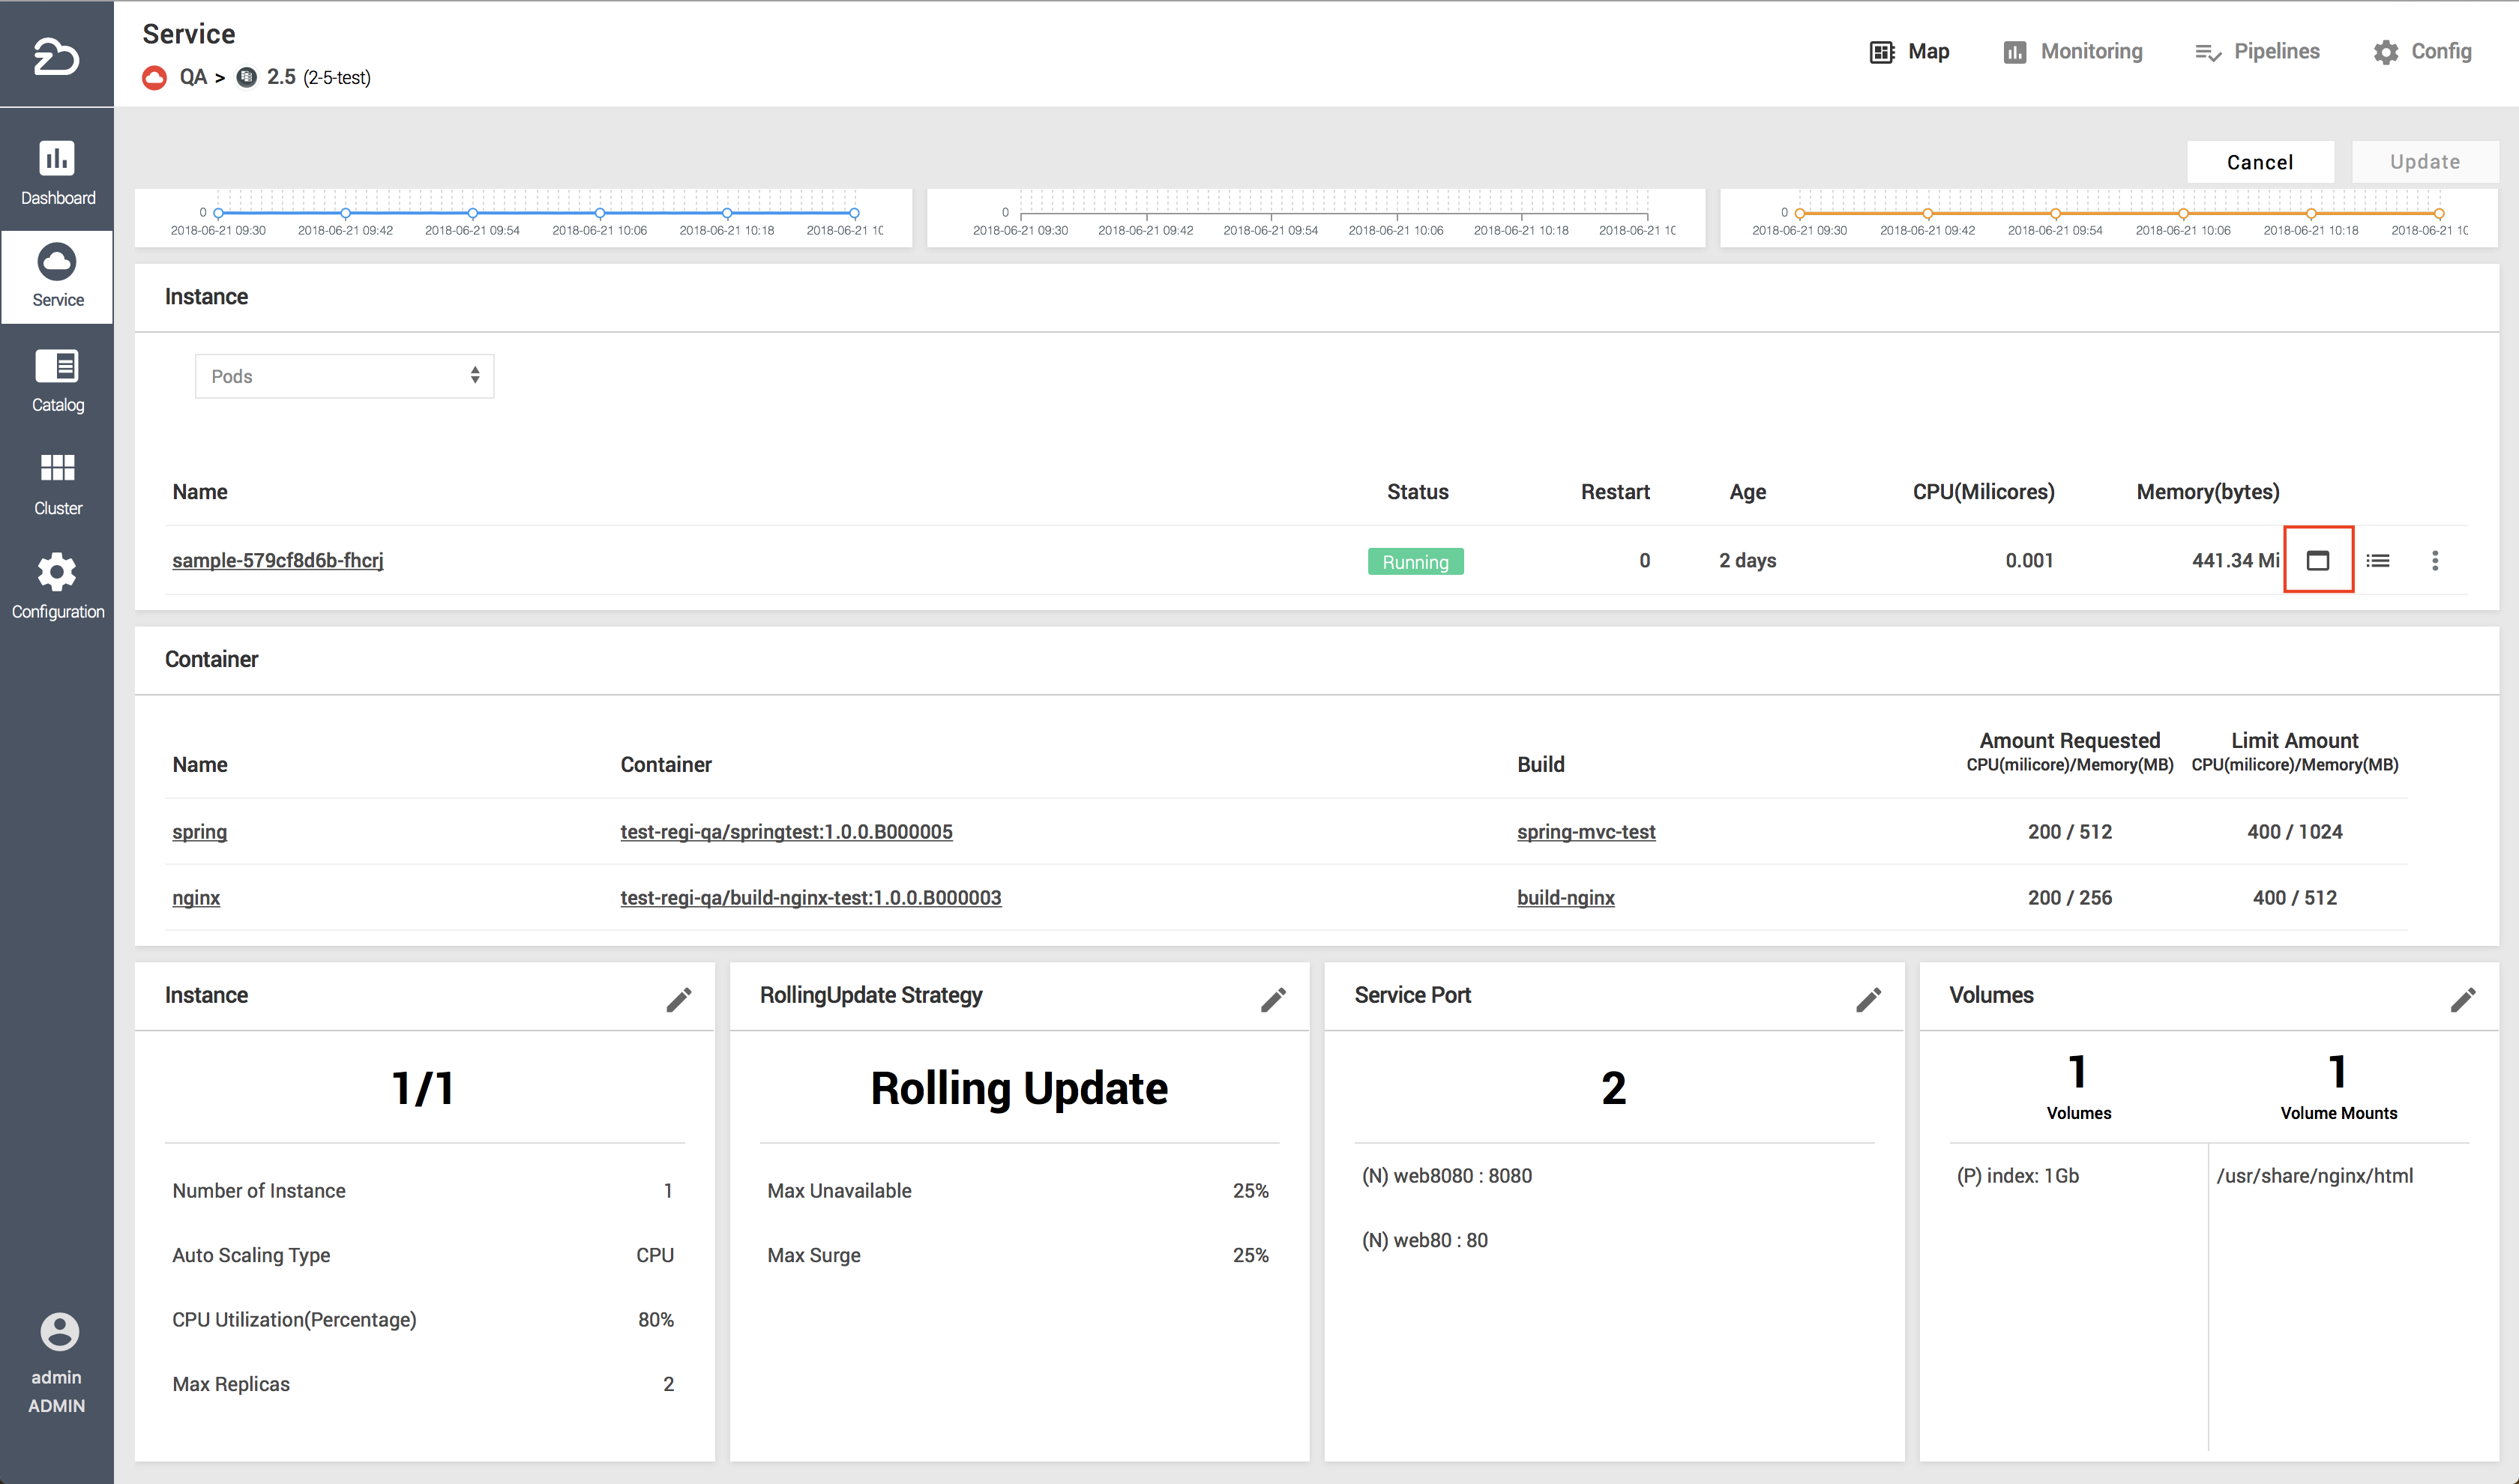 Service
QA > 2.5 (2-5-test)
Map
Monitoring
Pipelines
Config
Dashboard
Service
Catalog
Cluster
Configuration
admin
ADMIN
Cancel
Update
0
2018-06-21 09:30 2018-06-21 09:42 2018-06-21 09:54 2018-06-21 10:06 2018-06-21 10:18 2018-06-21 1
0
2018-06-21 09:30 2018-06-21 09:42 2018-06-21 09:54 2018-06-21 10:06 2018-06-21 10:18 2018-06-21 1
0
2018-06-21 09:30 2018-06-21 09:42 2018-06-21 09:54 2018-06-21 10:06 2018-06-21 10:18 2018-06-21 1
Instance
Pods
Name Status Restart Age CPU(Milicores) Memory(bytes)
sample-579cf8d6b-fhcrj Running 0 2 days 0.001 441.34 Mi
Container
Name Container Build Amount Requested Limit Amount
CPU(milicore)/Memory(MB) CPU(milicore)/Memory(MB)
spring test-regi-qa/springtest:1.0.0.B000005 spring-mvc-test 200 / 512 400 / 1024
nginx test-regi-qa/build-nginx-test:1.0.0.B000003 build-nginx 200 / 256 400 / 512
Instance
1/1
Number of Instance 1
Auto Scaling Type CPU
CPU Utilization(Percentage) 80%
Max Replicas 2
RollingUpdate Strategy
Rolling Update
Max Unavailable 25%
Max Surge 25%
Service Port
2
(N) web8080 : 8080
(N) web80 : 80
Volumes
1 1
Volumes Volume Mounts
(P) index: 1Gb /usr/share/nginx/html